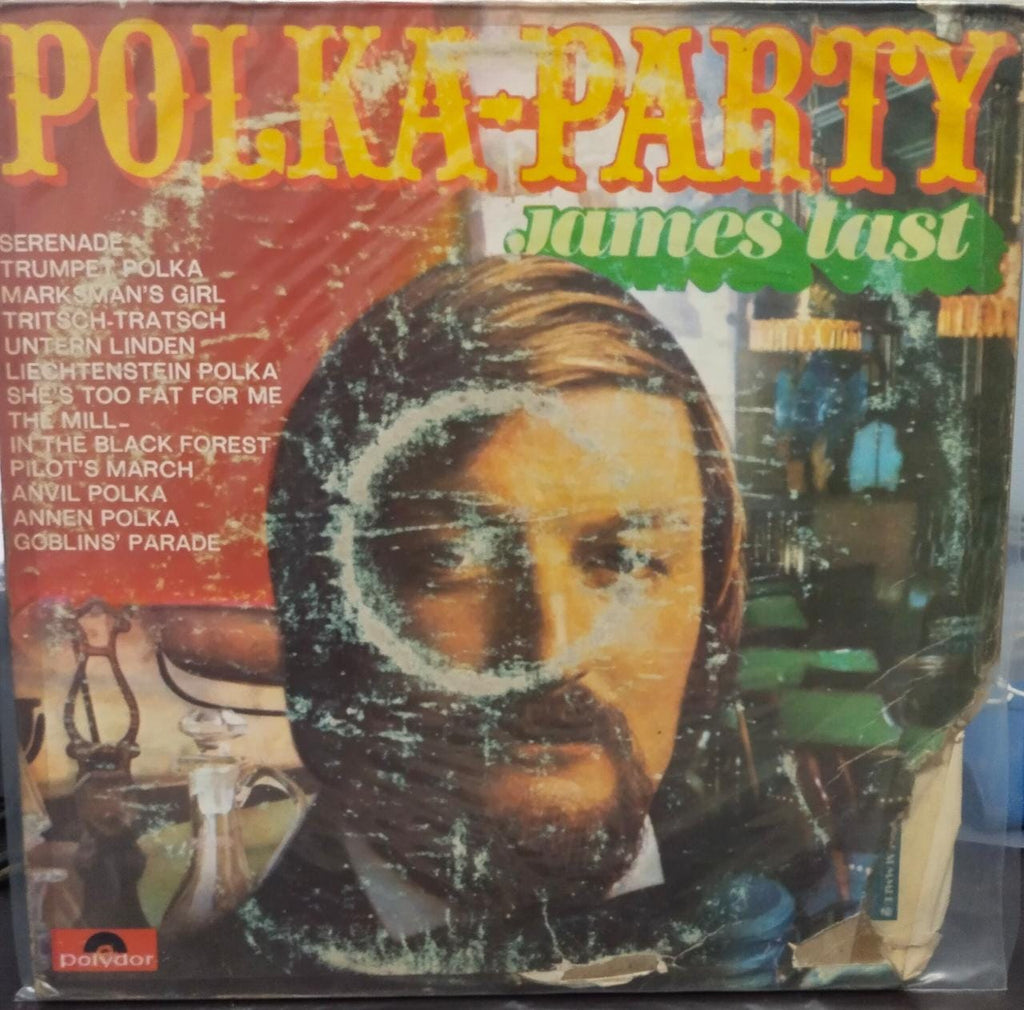 POLKA-PARTY
James Last
SERENADE
TRUMPET POLKA
MARKSMAN'S GIRL
TRITSCH-TRATSCH
UNTERN LINDEN
LIECHTENSTEIN POLKA
SHE'S TOO FAT FOR ME
THE MILL-
IN THE BLACK FOREST
PILOT'S MARCH
ANVIL POLKA
ANNEN POLKA
GOBLINS' PARADE
polydor